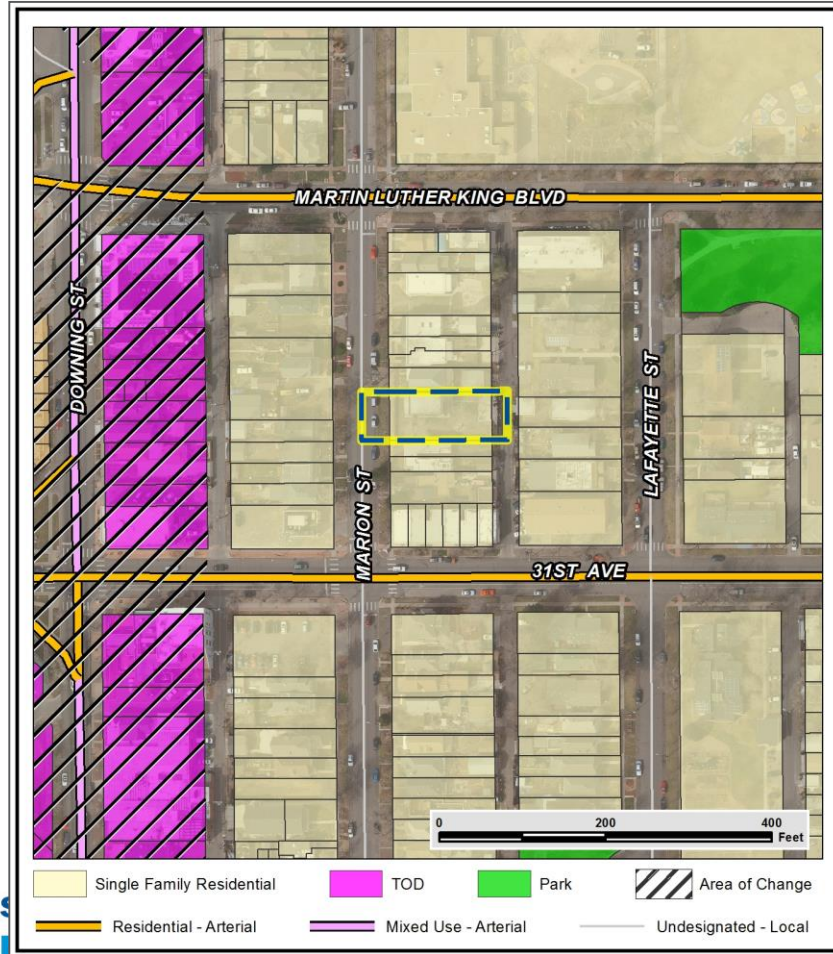 MARTIN LUTHER KING BLVD
DOWNING ST
MARION ST
LAFAYETTE ST
31ST AVE
0 200 400
Feet
Single Family Residential TOD Park Area of Change
Residential - Arterial Mixed Use - Arterial Undesignated - Local